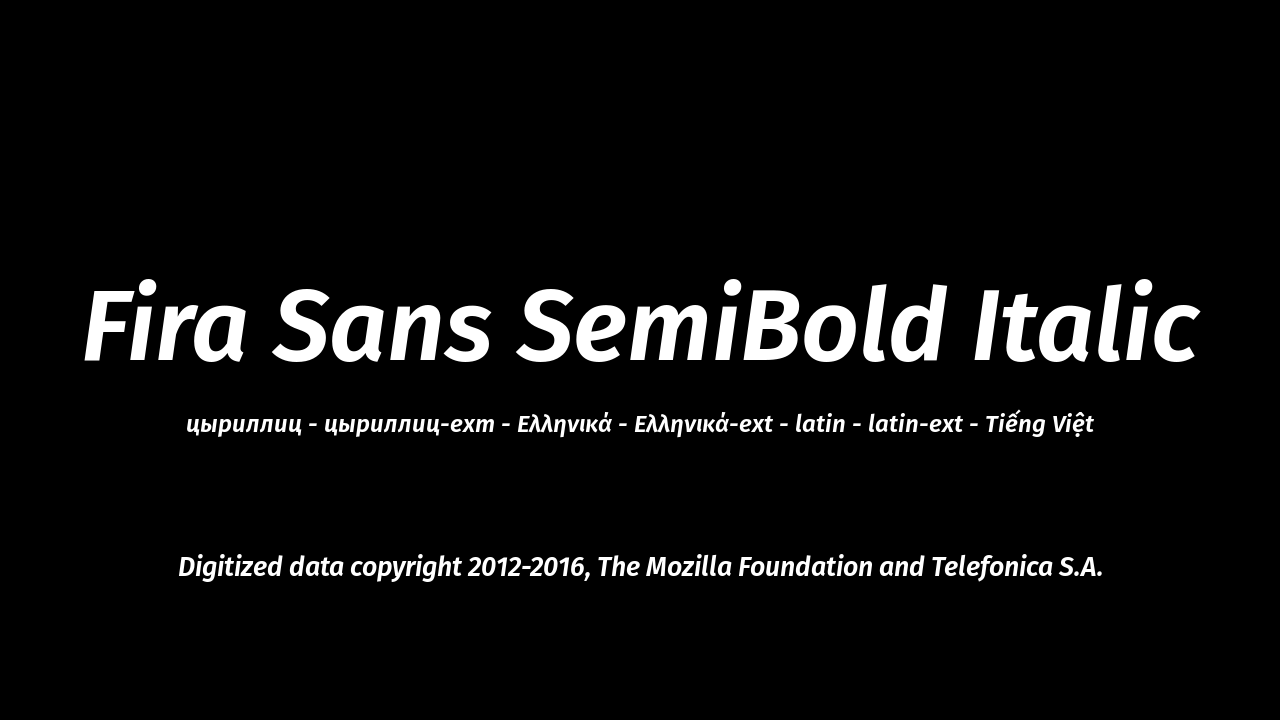 Fira Sans SemiBold Italic
цыриллиц - цыриллиц-ехт - Ελληνικά - Ελληνικά-ext - latin - latin-ext - Tiếng Việt
Digitized data copyright 2012-2016, The Mozilla Foundation and Telefonica S.A.